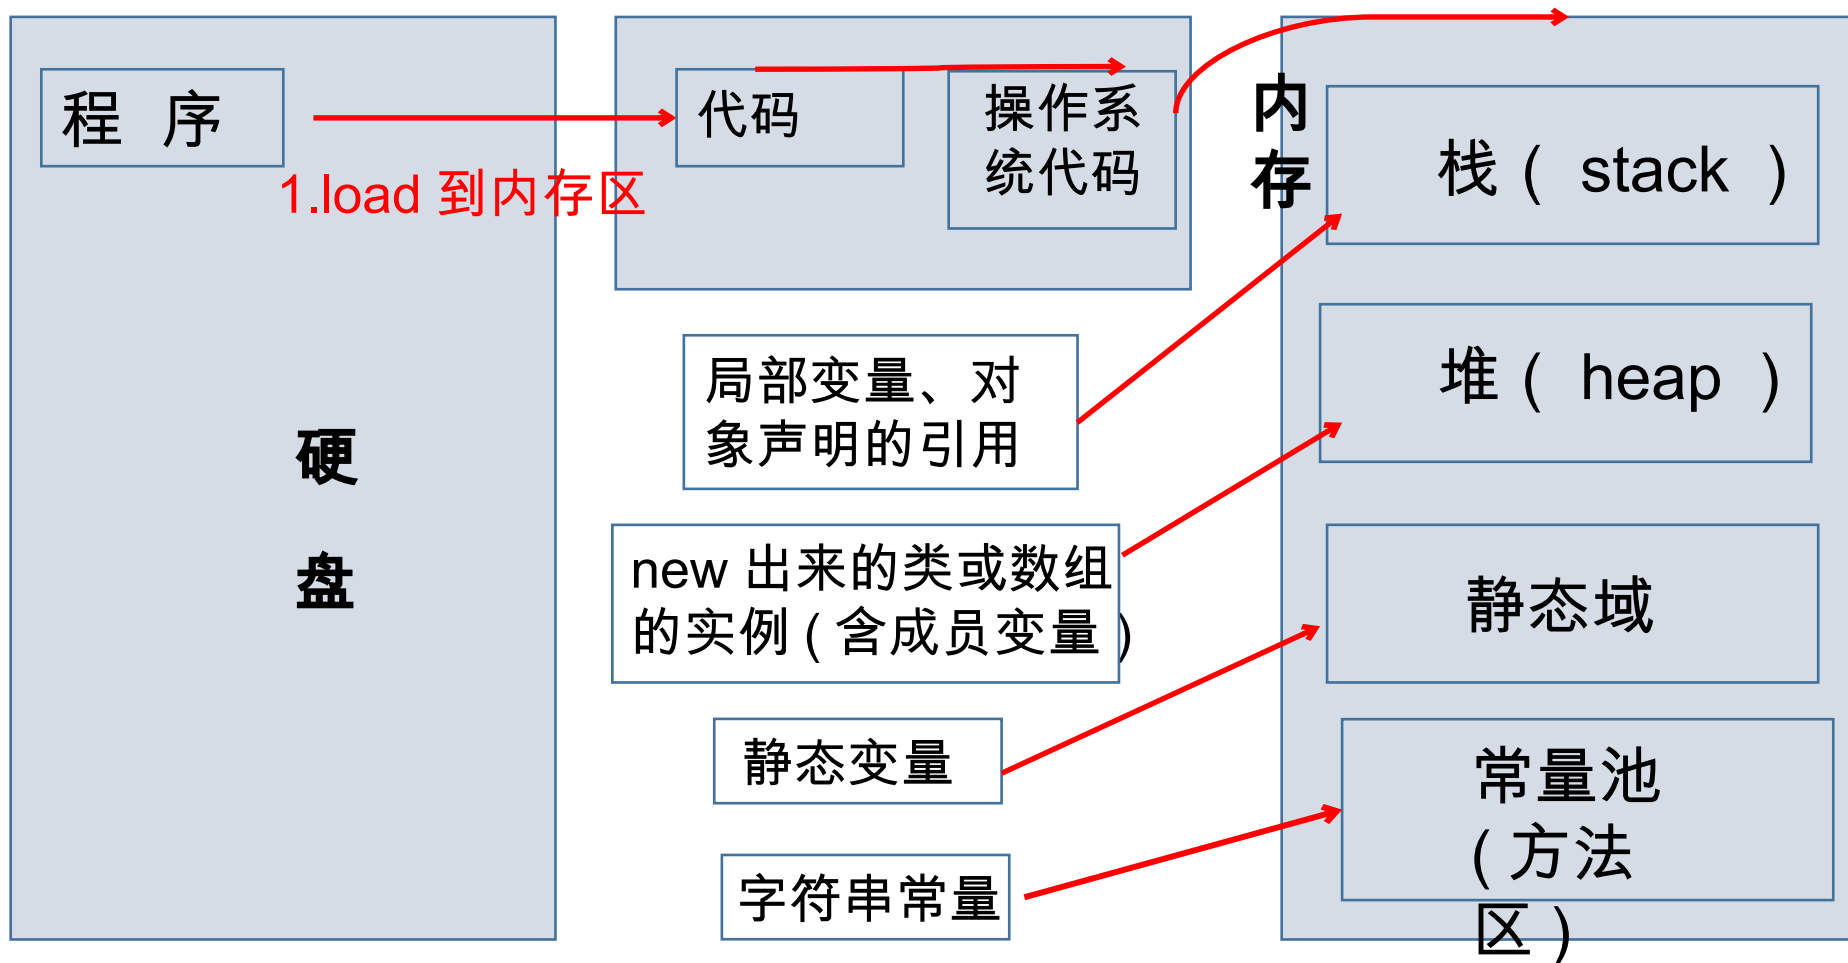 程 序
1.load 到内存区
硬
盘
代码
操作系
统代码
局部变量、对
象声明的引用
new 出来的类或数组
的实例 ( 含成员变量 )
静态变量
字符串常量
内
存
栈 ( stack )
堆 ( heap )
静态域
常量池
( 方法
区 )